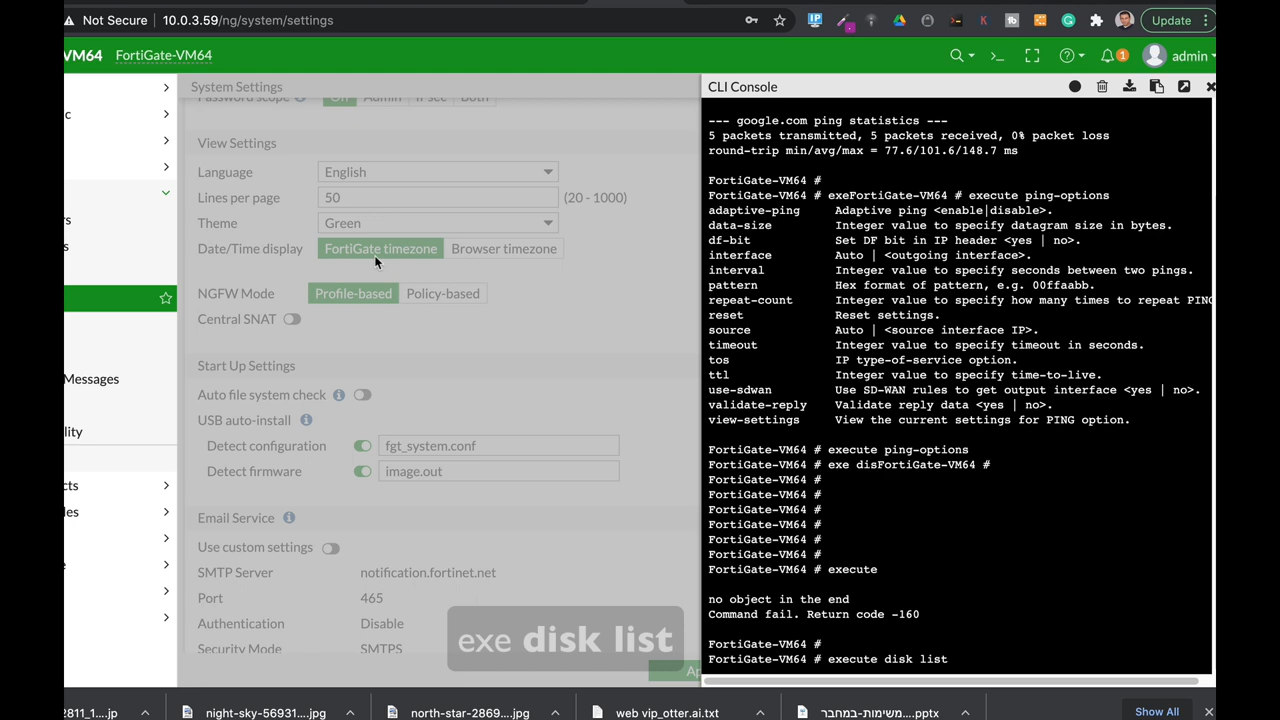 Not Secure | 10.0.3.59/ng/system/settings
Update
VM64 FortiGate-VM64
1 admin
System Settings
CLI Console
View Settings
Language English
Lines per page 50 (20 - 1000)
Theme Green
Date/Time display FortiGate timezone Browser timezone
NGFW Mode Profile-based Policy-based
Central SNAT
Start Up Settings
Auto file system check
USB auto-install
Detect configuration fgt_system.conf
Detect firmware image.out
Email Service
Use custom settings
SMTP Server notification.fortinet.net
Port 465
Authentication Disable
Security Mode SMTPS
Messages
--- google.com ping statistics ---
5 packets transmitted, 5 packets received, 0% packet loss
round-trip min/avg/max = 77.6/101.6/148.7 ms
FortiGate-VM64 #
FortiGate-VM64 # exeFortiGate-VM64 # execute ping-options
adaptive-ping Adaptive ping <enable|disable>.
data-size Integer value to specify datagram size in bytes.
df-bit Set DF bit in IP header <yes | no>.
interface Auto | <outgoing interface>.
interval Integer value to specify seconds between two pings.
pattern Hex format of pattern, e.g. 00ffaabb.
repeat-count Integer value to specify how many times to repeat PING
reset Reset settings.
source Auto | <source interface IP>.
timeout Integer value to specify timeout in seconds.
tos IP type-of-service option.
ttl Integer value to specify time-to-live.
use-sdwan Use SD-WAN rules to get output interface <yes | no>.
validate-reply Validate reply data <yes | no>.
view-settings View the current settings for PING option.
FortiGate-VM64 # execute ping-options
FortiGate-VM64 # exe disFortiGate-VM64 #
FortiGate-VM64 #
FortiGate-VM64 #
FortiGate-VM64 #
FortiGate-VM64 #
FortiGate-VM64 #
FortiGate-VM64 #
FortiGate-VM64 # execute
no object in the end
Command fail. Return code -160
FortiGate-VM64 #
FortiGate-VM64 # execute disk list
exe disk list
2811_1....jp night-sky-56931....jpg north-star-2869....jpg web vip_otter.ai.txt משימות-במחבר....pptx Show All